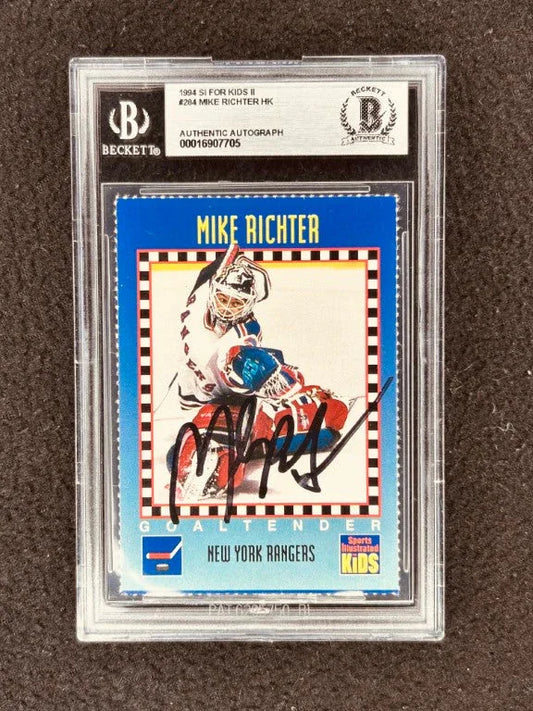 1994 SI FOR KIDS II
#284 MIKE RICHTER HK
AUTHENTIC AUTOGRAPH
00016907705
B
BECKETT®
BECKETT
B
AUTHENTIC
MIKE RICHTER
RANGERS
GOALTENDER
NEW YORK RANGERS
Sports
Illustrated
for
KiDS